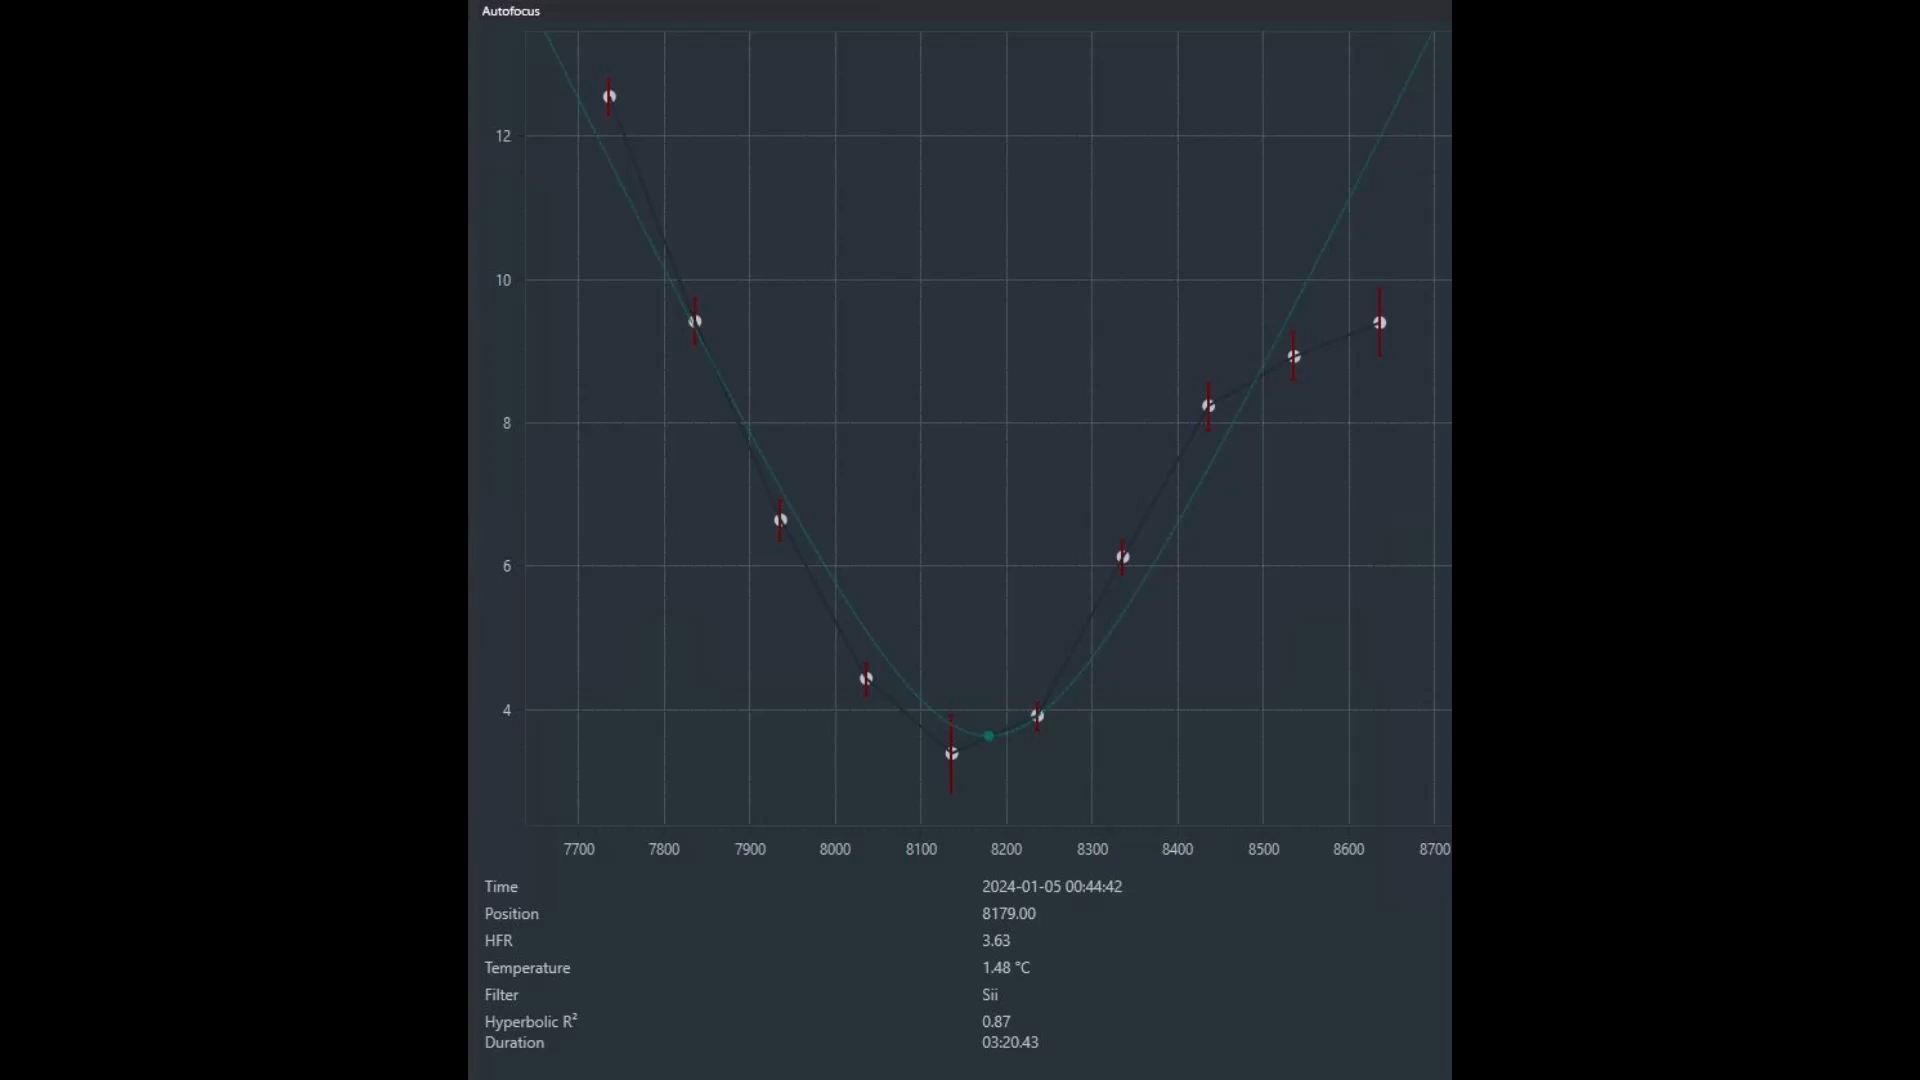 Autofocus
12
10
8
6
4
7700 7800 7900 8000 8100 8200 8300 8400 8500 8600 8700
Time 2024-01-05 00:44:42
Position 8179.00
HFR 3.63
Temperature 1.48 °C
Filter Sii
Hyperbolic R² 0.87
Duration 03:20.43